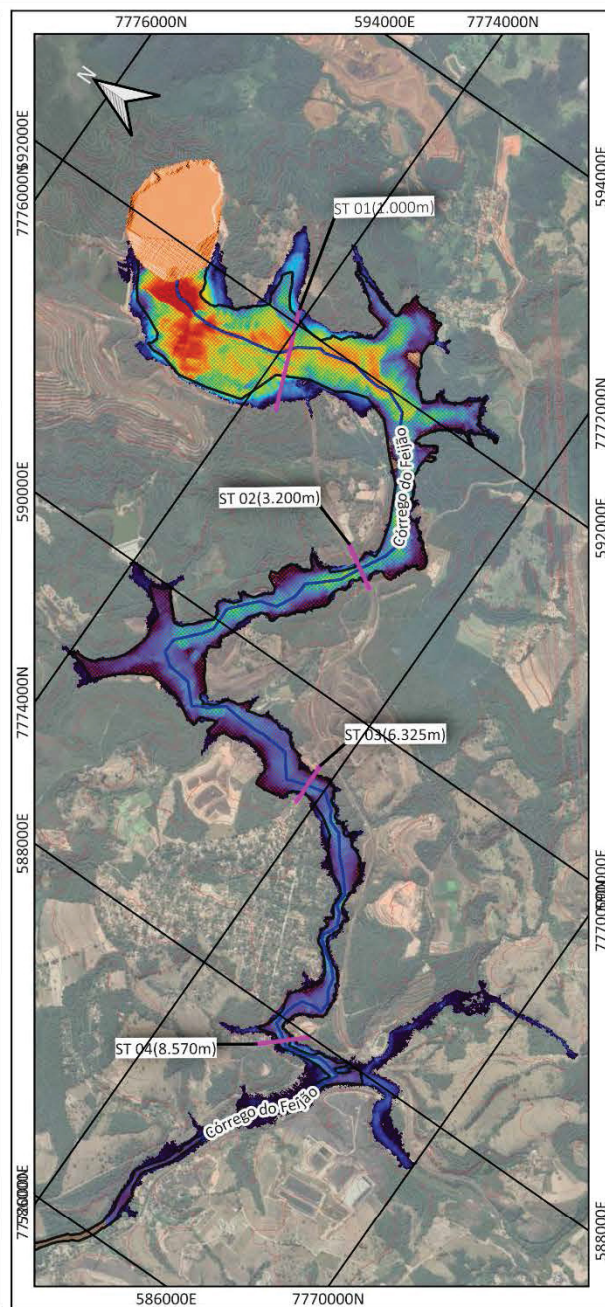 7776000N
594000E
7774000N
N
592000E
7776000N
594000E
ST 01(1.000m)
7772000N
590000E
Córrego do Feijão
ST 02(3.200m)
592000E
7774000N
ST 03(6.325m)
588000E
ST 04(8.570m)
Córrego do Feijão
588000E
586000E
7770000N